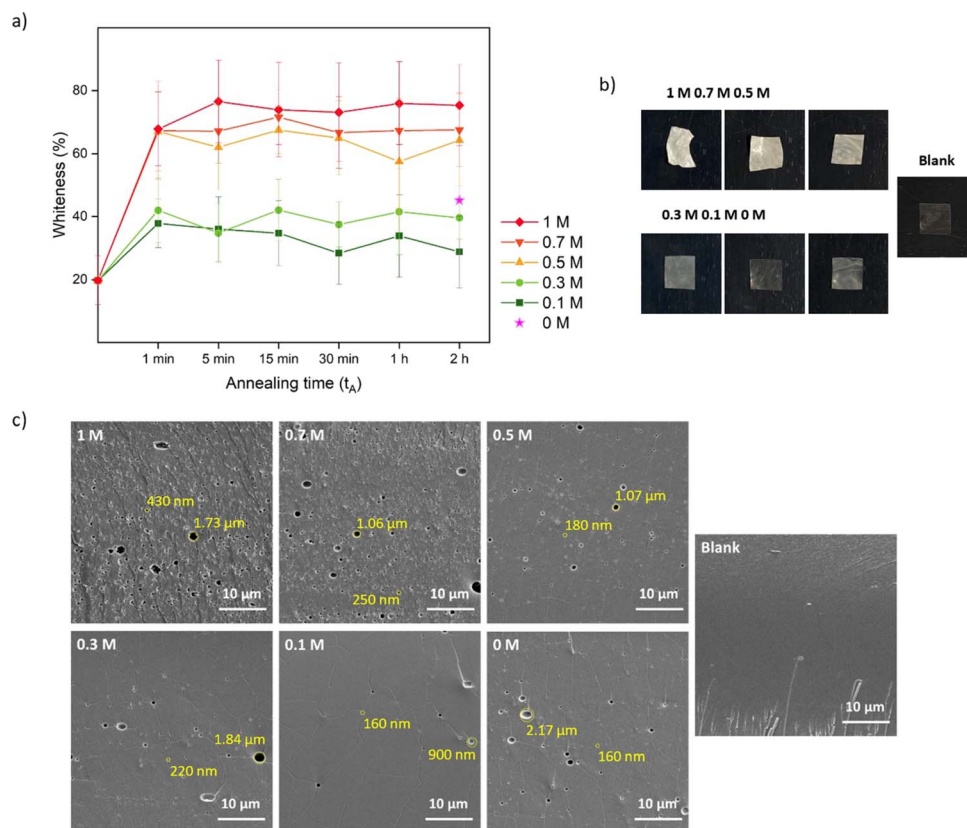 a)
80
60
40
20
Whiteness (%)
1 min 5 min 15 min 30 min 1 h 2 h
Annealing time (tA)
1 M
0.7 M
0.5 M
0.3 M
0.1 M
0 M
b)
1 M 0.7 M 0.5 M
Blank
0.3 M 0.1 M 0 M
c)
1 M
430 nm
1.73 µm
10 µm
0.7 M
1.06 µm
250 nm
10 µm
0.5 M
1.07 µm
180 nm
10 µm
Blank
10 µm
0.3 M
1.84 µm
220 nm
10 µm
0.1 M
160 nm
900 nm
10 µm
0 M
2.17 µm
160 nm
10 µm